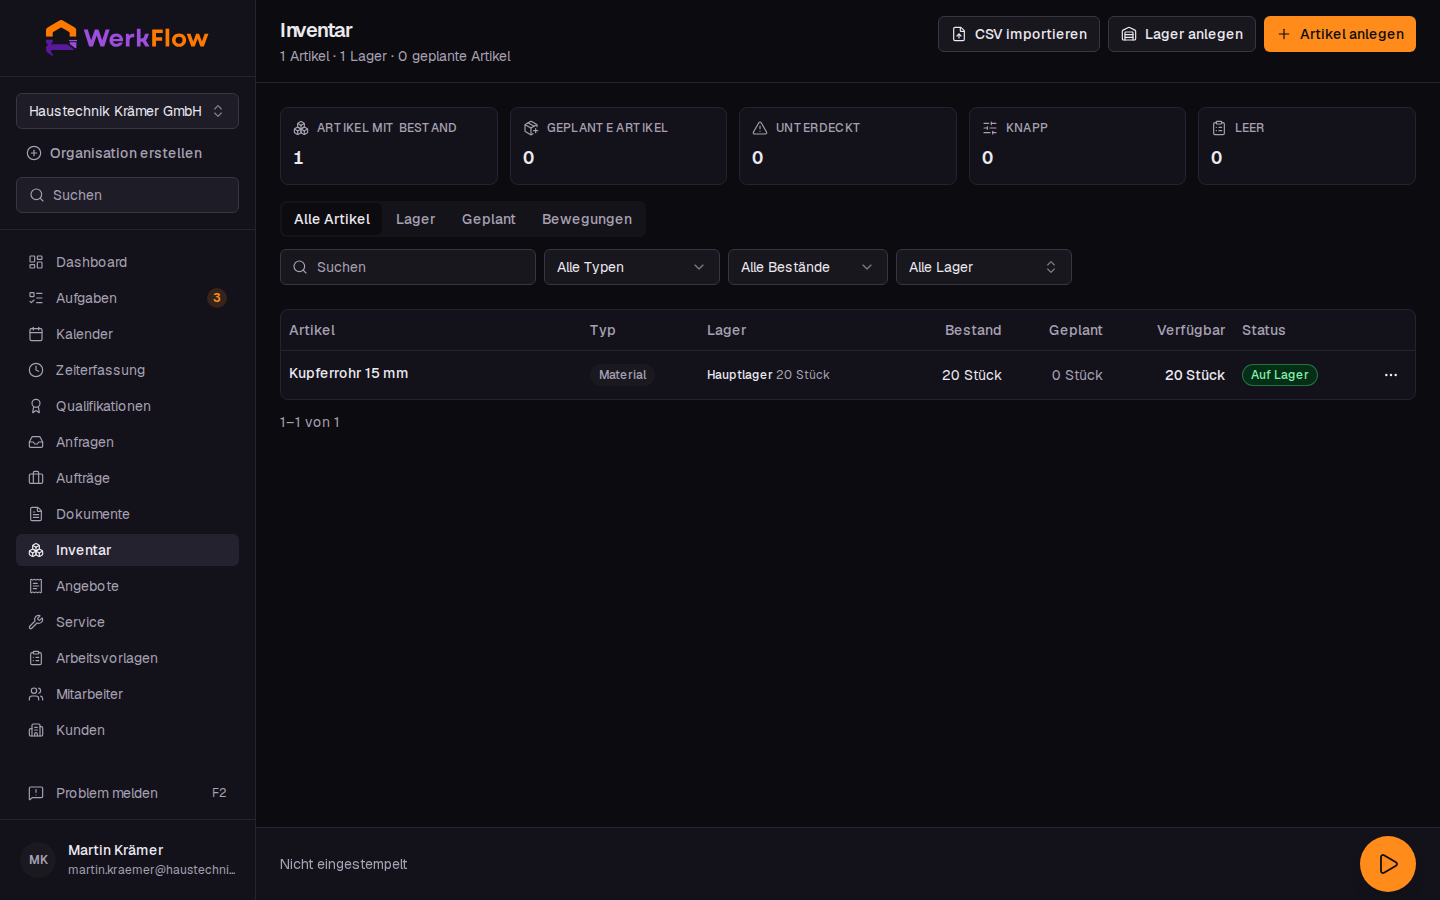 WerkFlow
Haustechnik Krämer GmbH
Organisation erstellen
Suchen
Dashboard
Aufgaben 3
Kalender
Zeiterfassung
Qualifikationen
Anfragen
Aufträge
Dokumente
Inventar
Angebote
Service
Arbeitsvorlagen
Mitarbeiter
Kunden
Problem melden F2
MK Martin Krämer
martin.kraemer@haustechni...
Inventar
1 Artikel · 1 Lager · 0 geplante Artikel
CSV importieren Lager anlegen Artikel anlegen
ARTIKEL MIT BESTAND GEPLANTE ARTIKEL UNTERDECKT KNAPP LEER
1 0 0 0 0
Alle Artikel Lager Geplant Bewegungen
Suchen Alle Typen Alle Bestände Alle Lager
Artikel Typ Lager Bestand Geplant Verfügbar Status
Kupferrohr 15 mm Material Hauptlager 20 Stück 20 Stück 0 Stück 20 Stück Auf Lager
1–1 von 1
Nicht eingestempelt